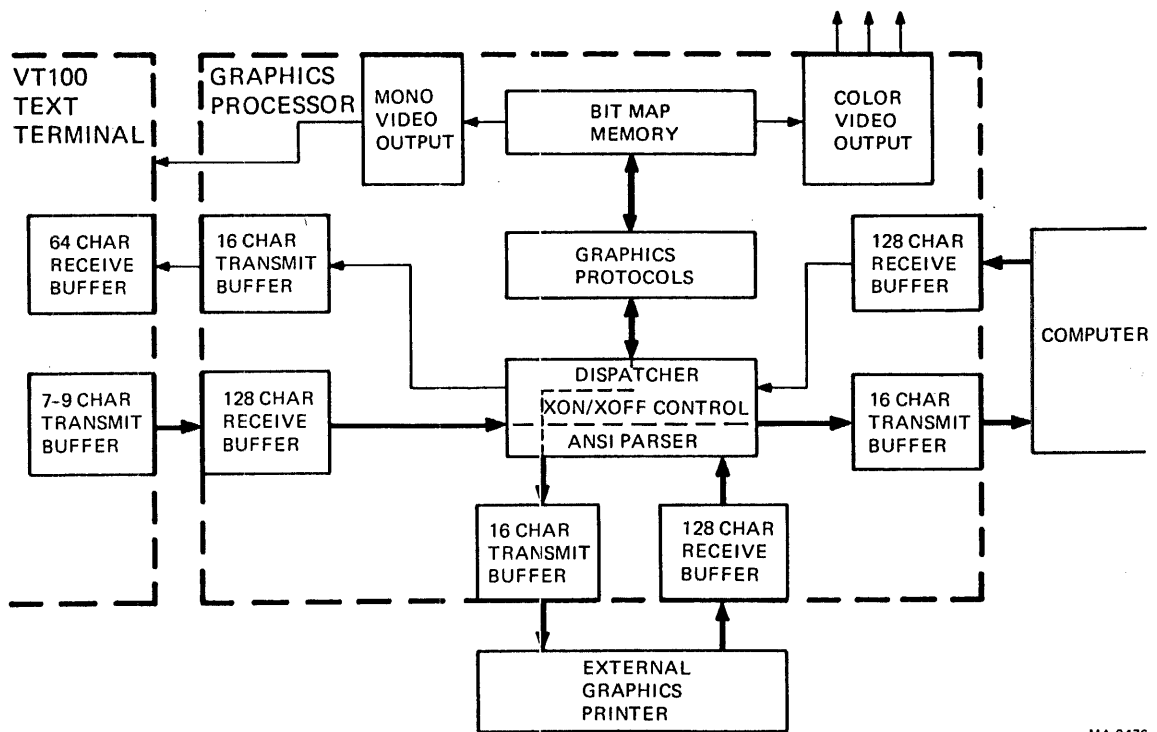 VT100
TEXT
TERMINAL
GRAPHICS
PROCESSOR
MONO
VIDEO
OUTPUT
BIT MAP
MEMORY
COLOR
VIDEO
OUTPUT
64 CHAR
RECEIVE
BUFFER
16 CHAR
TRANSMIT
BUFFER
GRAPHICS
PROTOCOLS
128 CHAR
RECEIVE
BUFFER
COMPUTER
7-9 CHAR
TRANSMIT
BUFFER
128 CHAR
RECEIVE
BUFFER
DISPATCHER
XON/XOFF CONTROL
ANSI PARSER
16 CHAR
TRANSMIT
BUFFER
16 CHAR
TRANSMIT
BUFFER
128 CHAR
RECEIVE
BUFFER
EXTERNAL
GRAPHICS
PRINTER